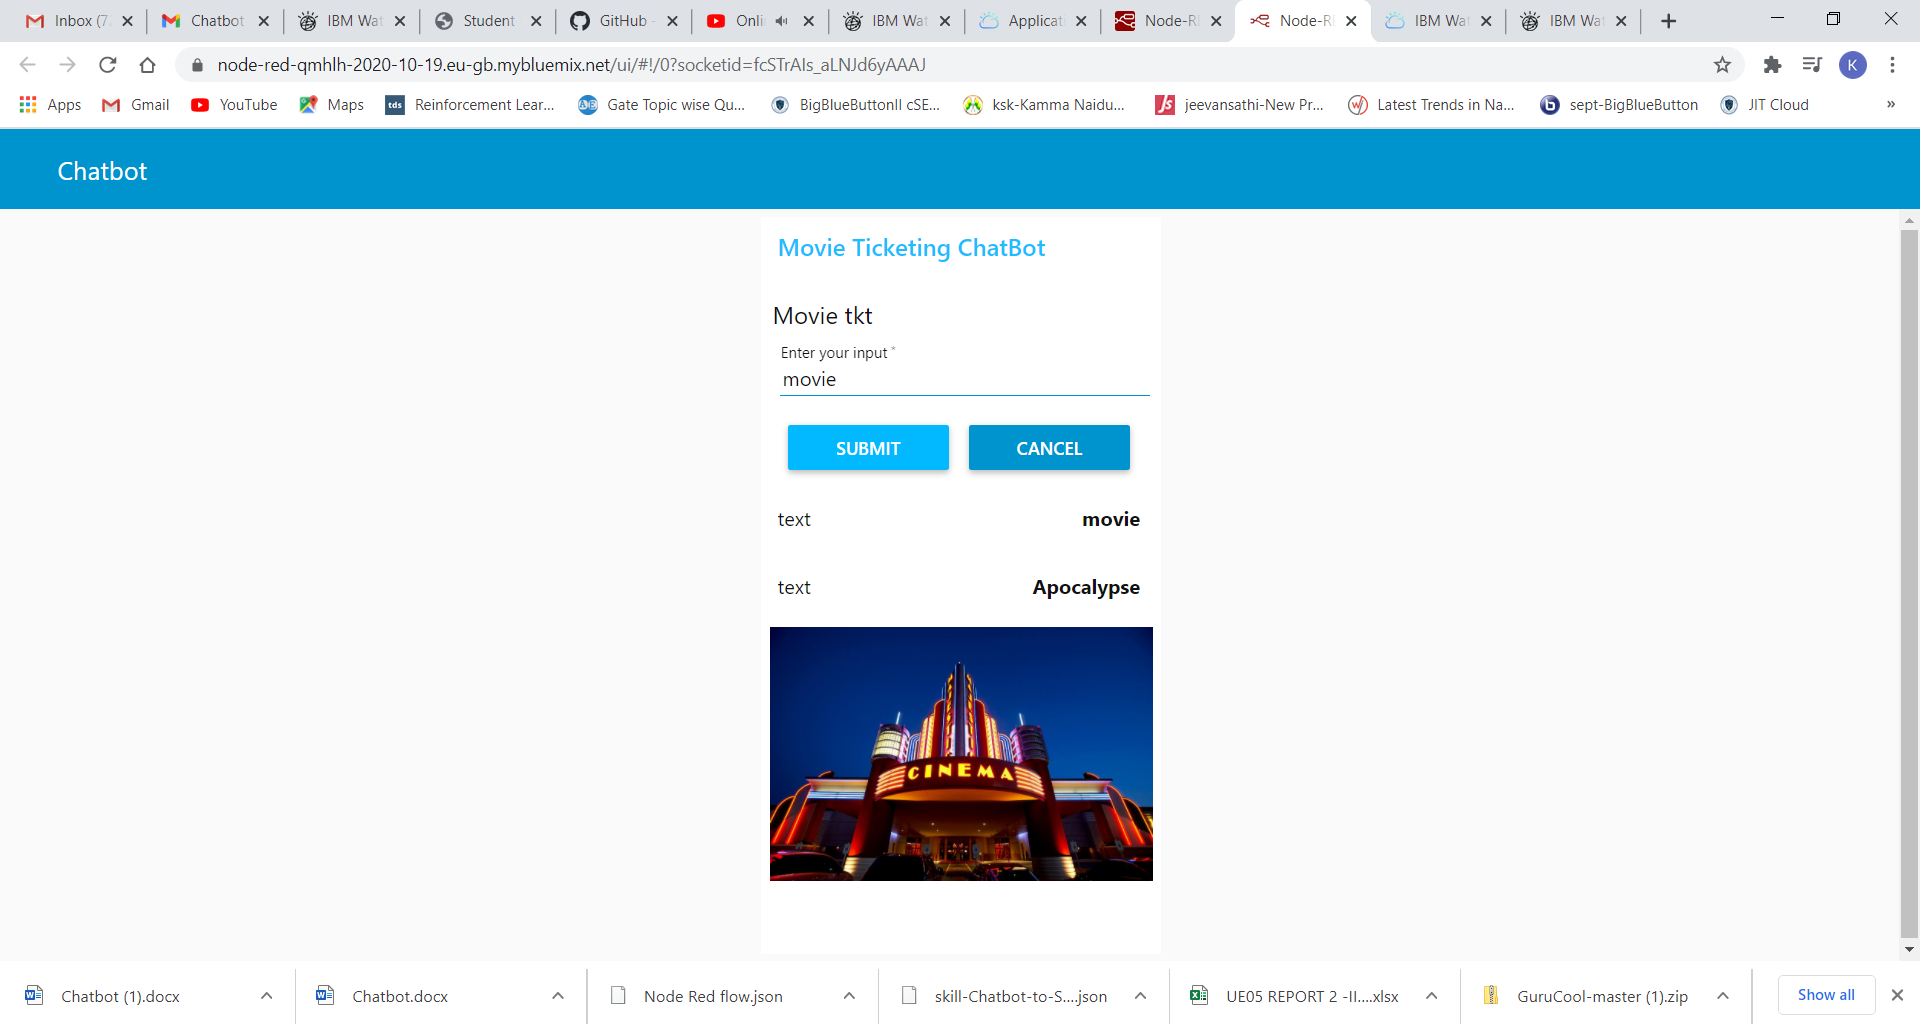 Inbox (7
Chatbot
IBM Wat
Student
GitHub -
Onli
IBM Wat
Applicat
Node-R
Node-R
IBM Wat
IBM Wat
node-red-qmhlh-2020-10-19.eu-gb.mybluemix.net/ui/#!/0?socketid=fcSTrAIs_aLNJd6yAAAJ
K
Apps
Gmail
YouTube
Maps
tds
Reinforcement Lear...
Gate Topic wise Qu...
BigBlueButtonII cSE...
ksk-Kamma Naidu...
jeevansathi-New Pr...
Latest Trends in Na...
sept-BigBlueButton
JIT Cloud
»
Chatbot
Movie Ticketing ChatBot
Movie tkt
Enter your input *
movie
SUBMIT
CANCEL
text
movie
text
Apocalypse
CINEMA
Chatbot (1).docx
Chatbot.docx
Node Red flow.json
skill-Chatbot-to-S....json
UE05 REPORT 2 -II....xlsx
GuruCool-master (1).zip
Show all